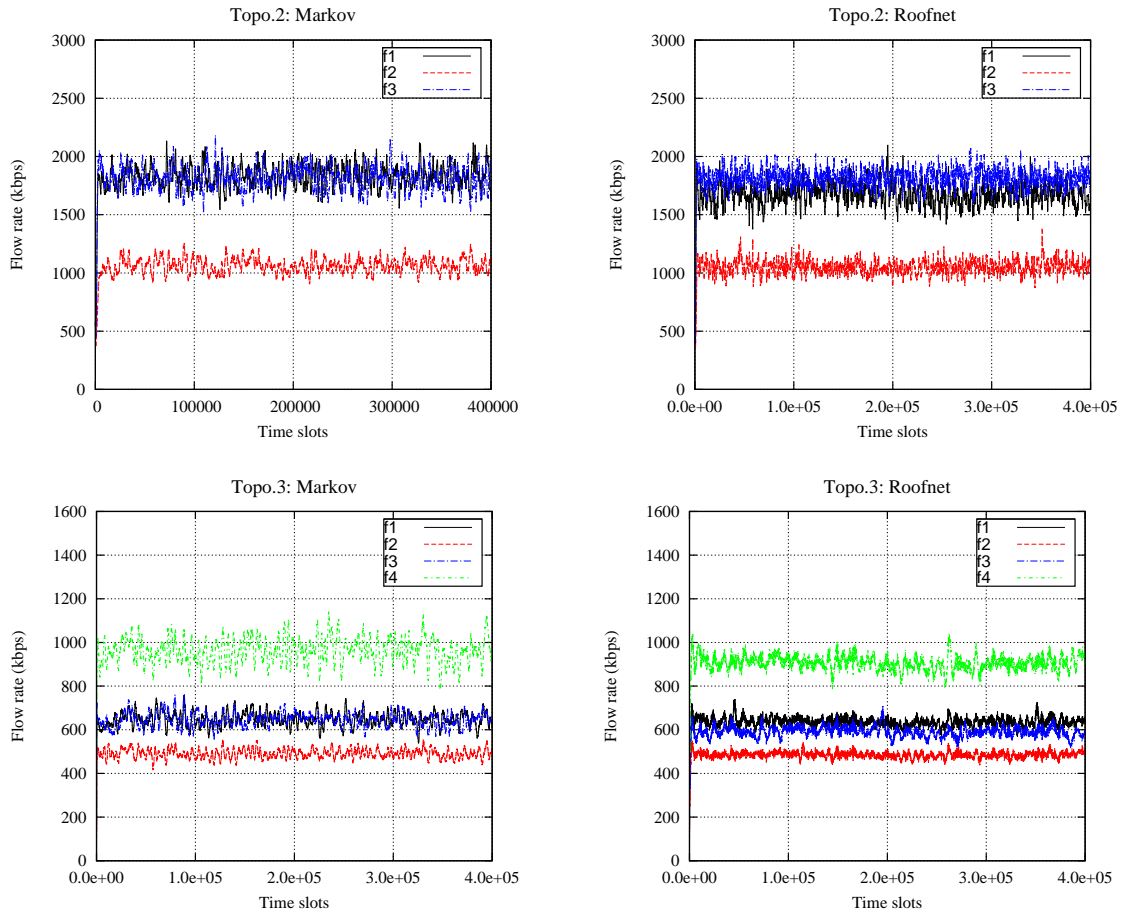 Topo.2: Markov
Flow rate (kbps)
3000
2500
2000
1500
1000
500
0
f1
f2
f3
0
100000
200000
300000
400000
Time slots
Topo.2: Roofnet
Flow rate (kbps)
3000
2500
2000
1500
1000
500
0
f1
f2
f3
0.0e+00
1.0e+05
2.0e+05
3.0e+05
4.0e+05
Time slots
Topo.3: Markov
Flow rate (kbps)
1600
1400
1200
1000
800
600
400
200
0
f1
f2
f3
f4
0.0e+00
1.0e+05
2.0e+05
3.0e+05
4.0e+05
Time slots
Topo.3: Roofnet
Flow rate (kbps)
1600
1400
1200
1000
800
600
400
200
0
f1
f2
f3
f4
0.0e+00
1.0e+05
2.0e+05
3.0e+05
4.0e+05
Time slots